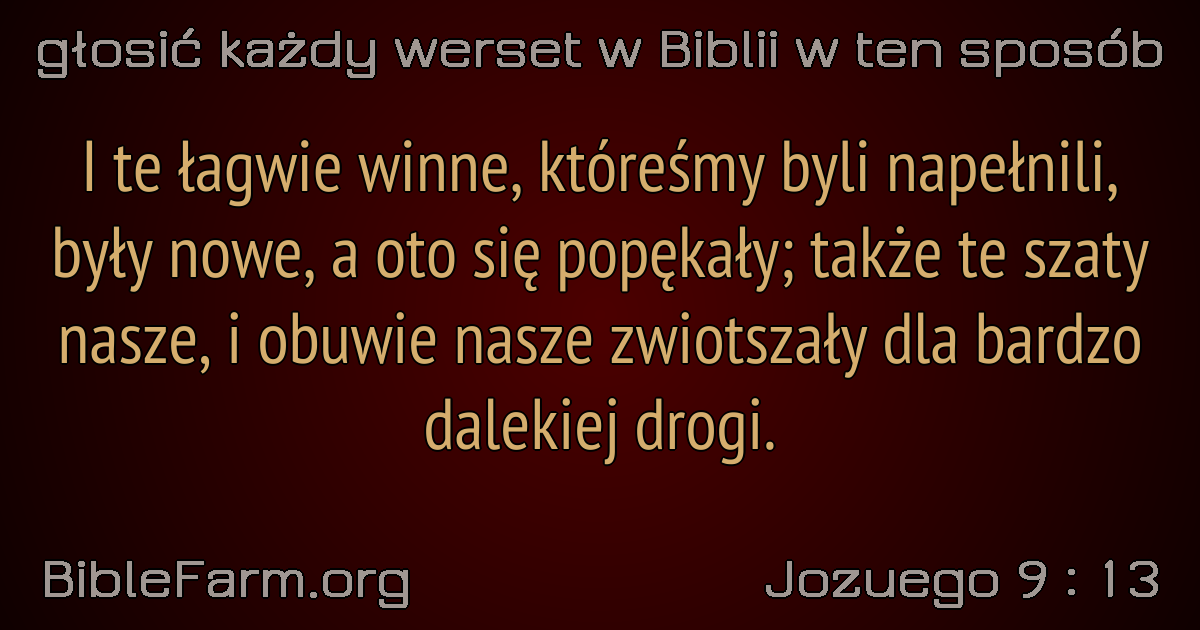 głosić każdy werset w Biblii w ten sposób
I te łagwie winne, któreśmy byli napełnili,
były nowe, a oto się popękały; także te szaty
nasze, i obuwie nasze zwiotszały dla bardzo
dalekiej drogi.
BibleFarm.org
Jozuego 9 : 13